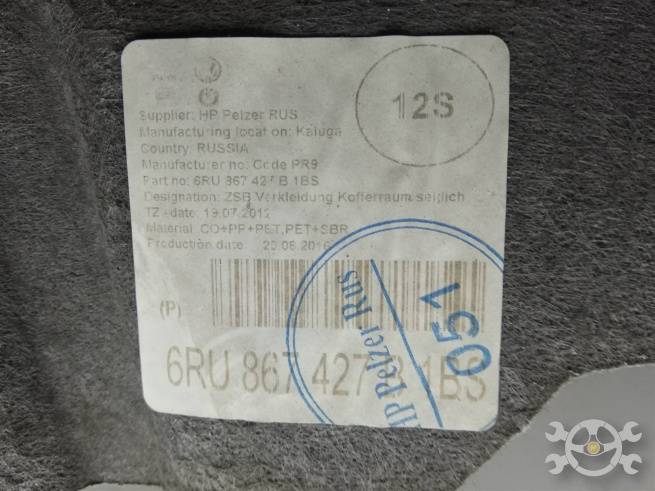 12S
Supplier: HP Pelzer RUS
Manufacturing location: Kaluga
Country: RUSSIA
Manufacturer no: Code PR9
Part no: 6RU 867 427 B 1BS
Designation: ZSB Verkleidung Kofferraum seitlich
TZ - date: 19.07.2012
Material: CO+PP+PET,PET+SBR
Production date: 2016
(P)
6RU 867 427 B 1BS
HP Pelzer Rus
051